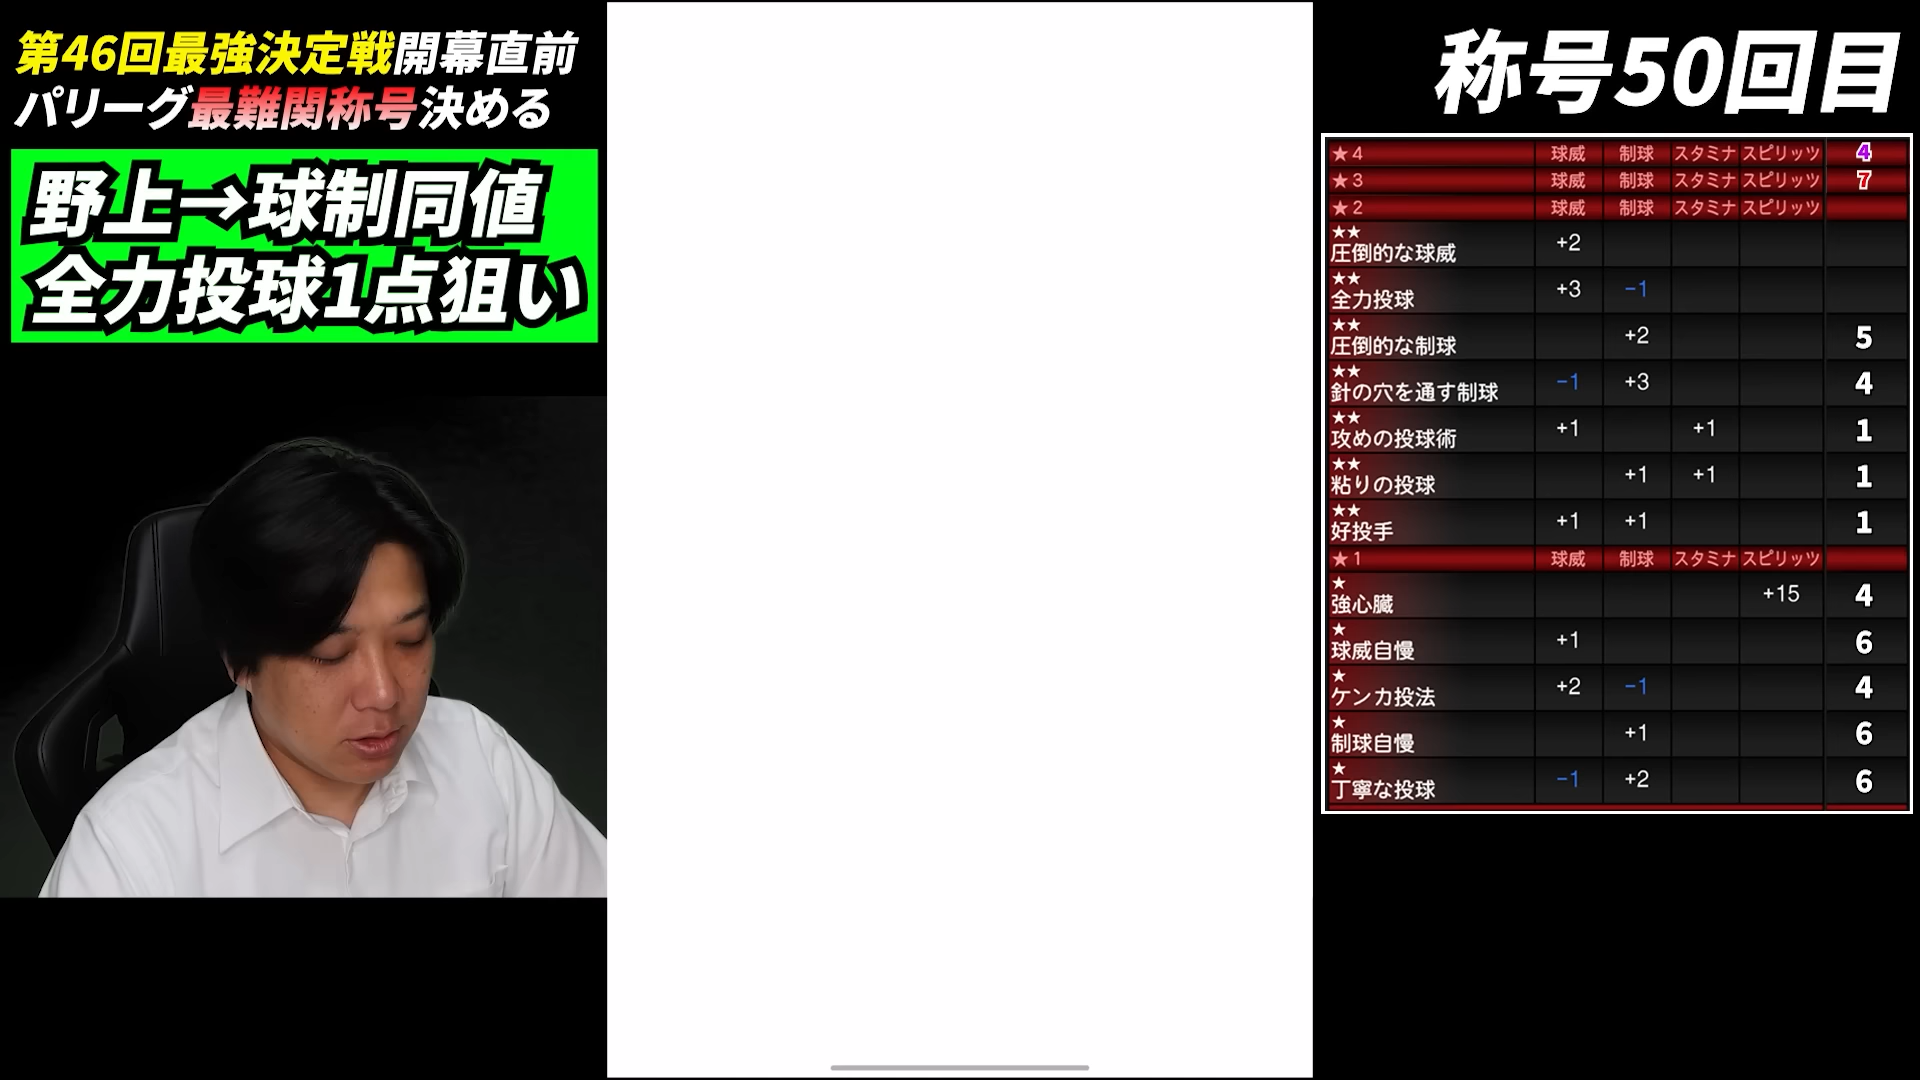 第46回最強決定戦開幕直前
パリーグ最難関称号決める
野上→球制同値
全力投球1点狙い
称号50回目
★4 球威 制球 スタミナ スピリッツ 4
★3 球威 制球 スタミナ スピリッツ 7
★2 球威 制球 スタミナ スピリッツ
★★
圧倒的な球威 +2
★★
全力投球 +3 -1
★★
圧倒的な制球 +2 5
★★
針の穴を通す制球 -1 +3 4
★★
攻めの投球術 +1 +1 1
★★
粘りの投球 +1 +1 1
★★
好投手 +1 +1 1
★1 球威 制球 スタミナ スピリッツ
★
強心臓 +15 4
★
球威自慢 +1 6
★
ケンカ投法 +2 -1 4
★
制球自慢 +1 6
★
丁寧な投球 -1 +2 6